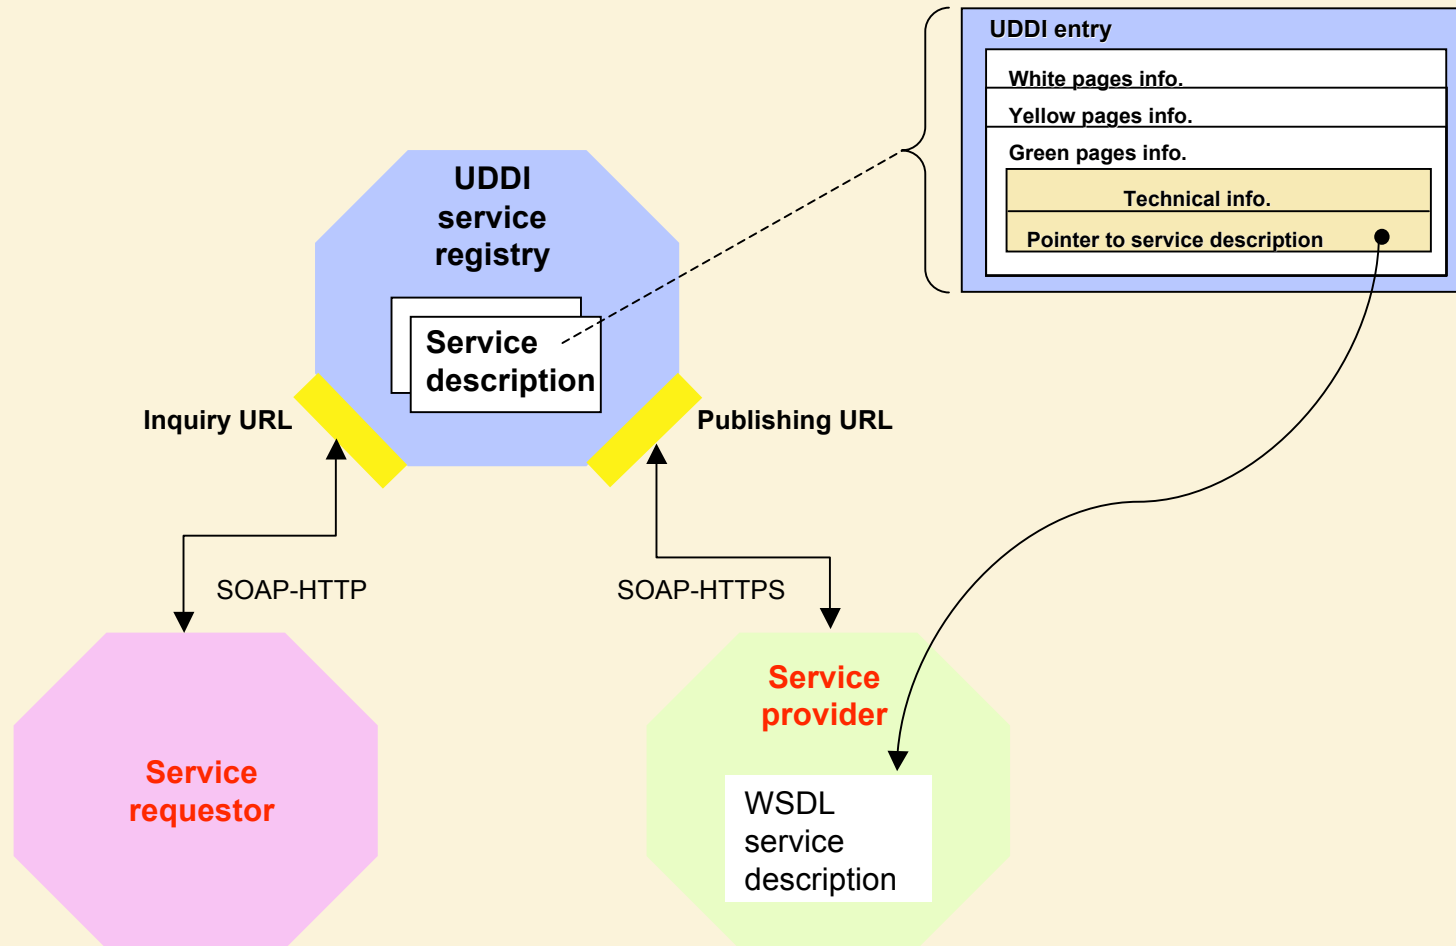 UDDI entry
White pages info.
Yellow pages info.
Green pages info.
Technical info.
Pointer to service description
UDDI
service
registry
Service
description
Inquiry URL
Publishing URL
SOAP-HTTP
SOAP-HTTPS
Service
requestor
Service
provider
WSDL
service
description